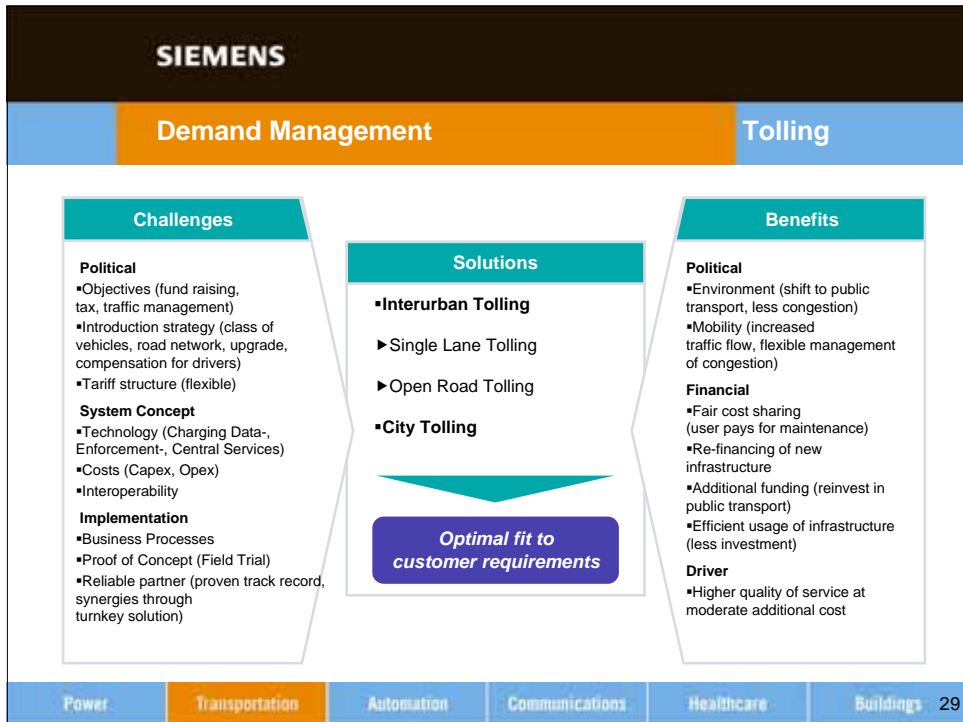 SIEMENS
Demand Management
Tolling
Challenges
Political
▪Objectives (fund raising,
tax, traffic management)
▪Introduction strategy (class of
vehicles, road network, upgrade,
compensation for drivers)
▪Tariff structure (flexible)
System Concept
▪Technology (Charging Data-,
Enforcement-, Central Services)
▪Costs (Capex, Opex)
▪Interoperability
Implementation
▪Business Processes
▪Proof of Concept (Field Trial)
▪Reliable partner (proven track record,
synergies through
turnkey solution)
Solutions
▪Interurban Tolling
►Single Lane Tolling
►Open Road Tolling
▪City Tolling
Optimal fit to
customer requirements
Benefits
Political
▪Environment (shift to public
transport, less congestion)
▪Mobility (increased
traffic flow, flexible management
of congestion)
Financial
▪Fair cost sharing
(user pays for maintenance)
▪Re-financing of new
infrastructure
▪Additional funding (reinvest in
public transport)
▪Efficient usage of infrastructure
(less investment)
Driver
▪Higher quality of service at
moderate additional cost
Power Transportation Automation Communications Healthcare Buildings 29